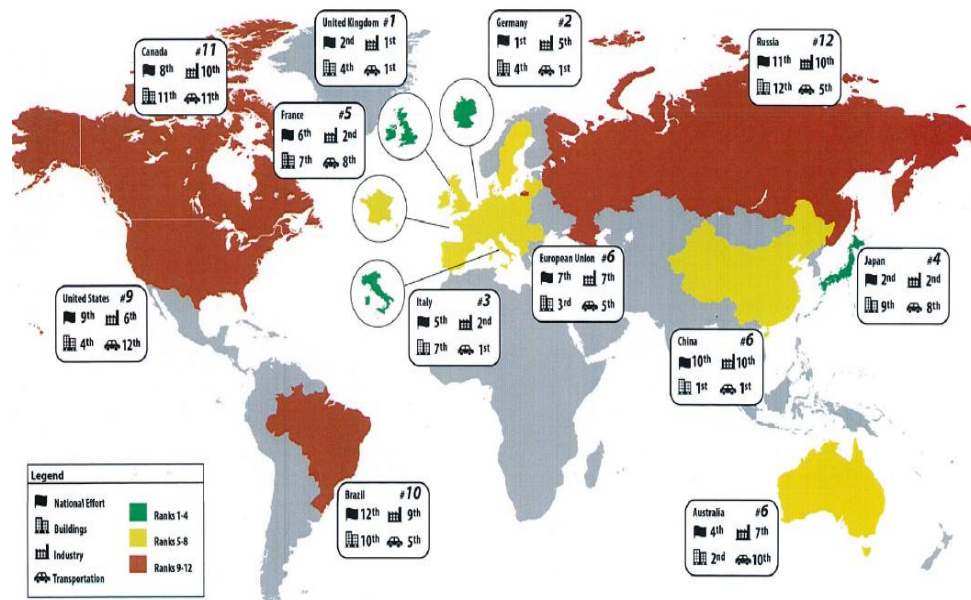 United Kingdom #1
2nd 1st
4th 1st
Germany #2
1st 5th
4th 1st
Canada #11
8th 10th
11th 11th
Russia #12
11th 10th
12th 5th
France #5
6th 2nd
7th 8th
European Union #6
7th 7th
3rd 5th
Japan #4
2nd 2nd
9th 8th
United States #9
9th 6th
4th 12th
Italy #3
5th 2nd
7th 1st
China #6
10th 10th
1st 1st
Legend
National Effort
Buildings
Industry
Transportation
Ranks 1-4
Ranks 5-8
Ranks 9-12
Brazil #10
12th 9th
10th 5th
Australia #6
4th 7th
2nd 10th